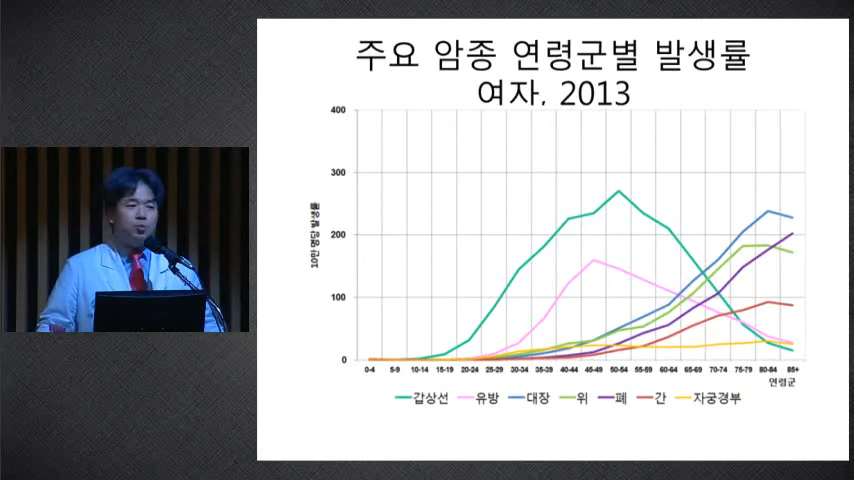 주요 암종 연령군별 발생률
여자, 2013
400
300
200
100
0
10만 명당 발생률
0-4 5-9 10-14 15-19 20-24 25-29 30-34 35-39 40-44 45-49 50-54 55-59 60-64 65-69 70-74 75-79 80-84 85+
연령군
갑상선 유방 대장 위 폐 간 자궁경부